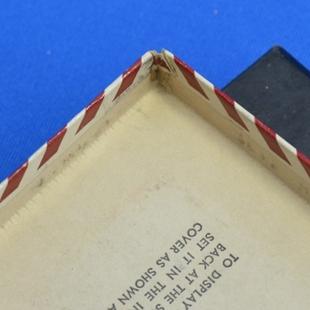 TO DISPLAY
BACK AT THE S
SET IT IN THE I
COVER AS SHOWN A